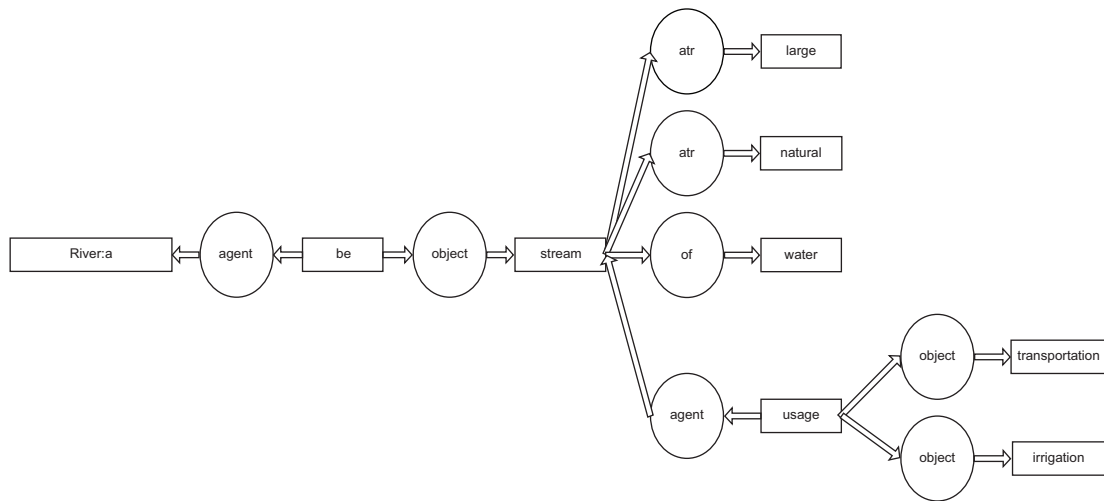 atr
large
atr
natural
River:a
agent
be
object
stream
of
water
object
transportation
agent
usage
object
irrigation